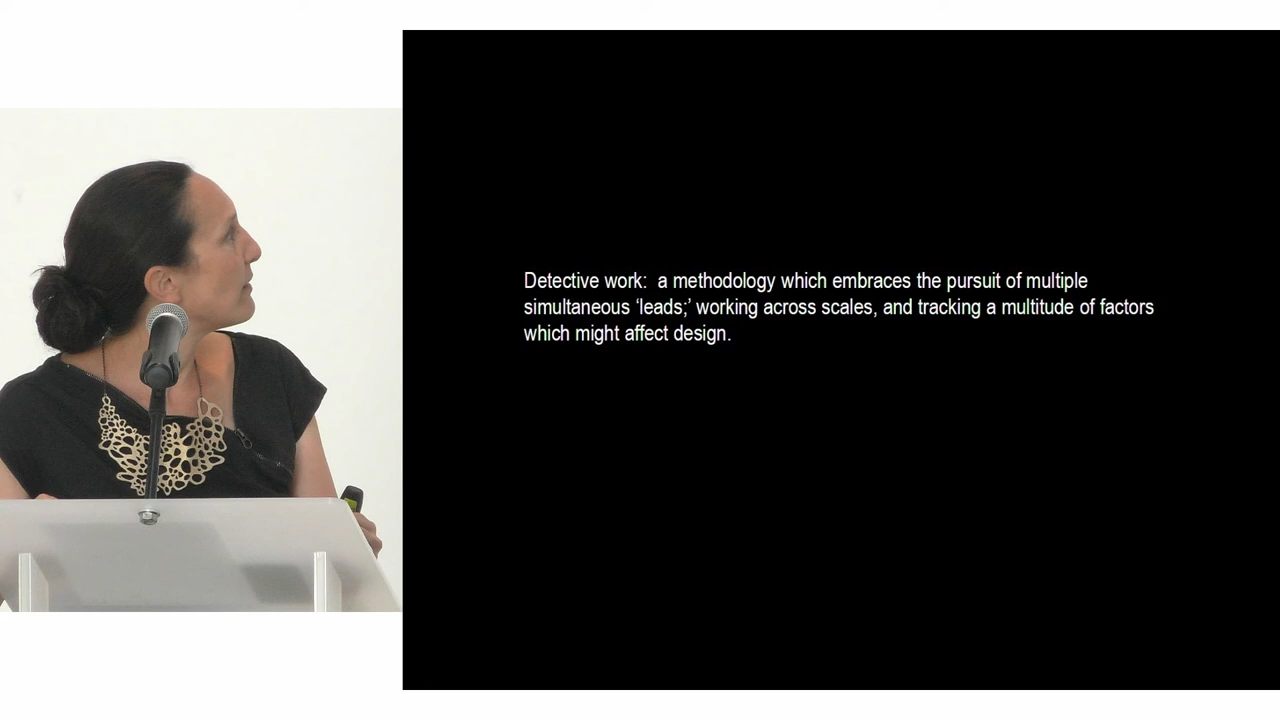 Detective work:  a methodology which embraces the pursuit of multiple
simultaneous ‘leads;’ working across scales, and tracking a multitude of factors
which might affect design.